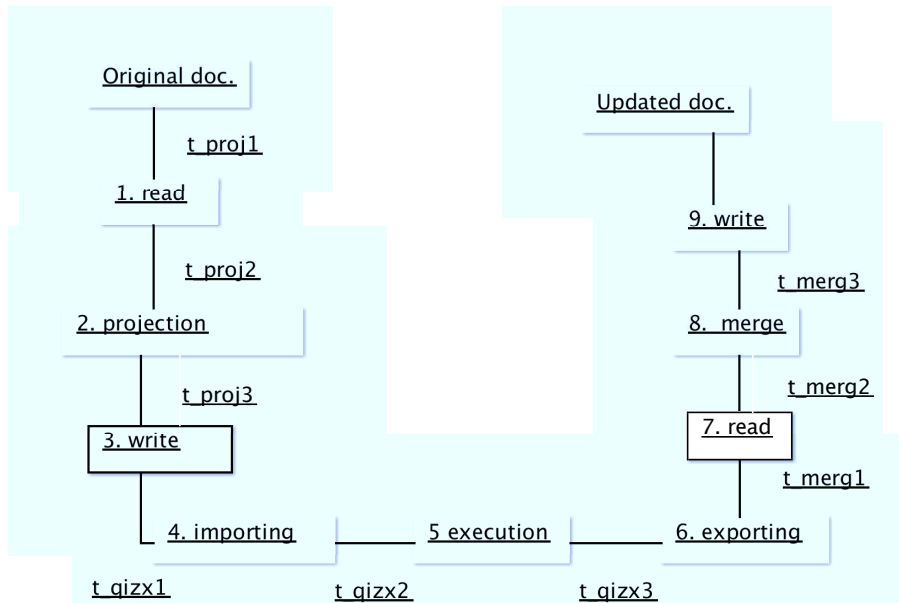 Original doc.
Updated doc.
t_proj1
1. read
9. write
t_proj2
t_merg3
2. projection
8. merge
t_proj3
t_merg2
3. write
7. read
t_merg1
4. importing
5 execution
6. exporting
t_qizx1
t_qizx2
t_qizx3